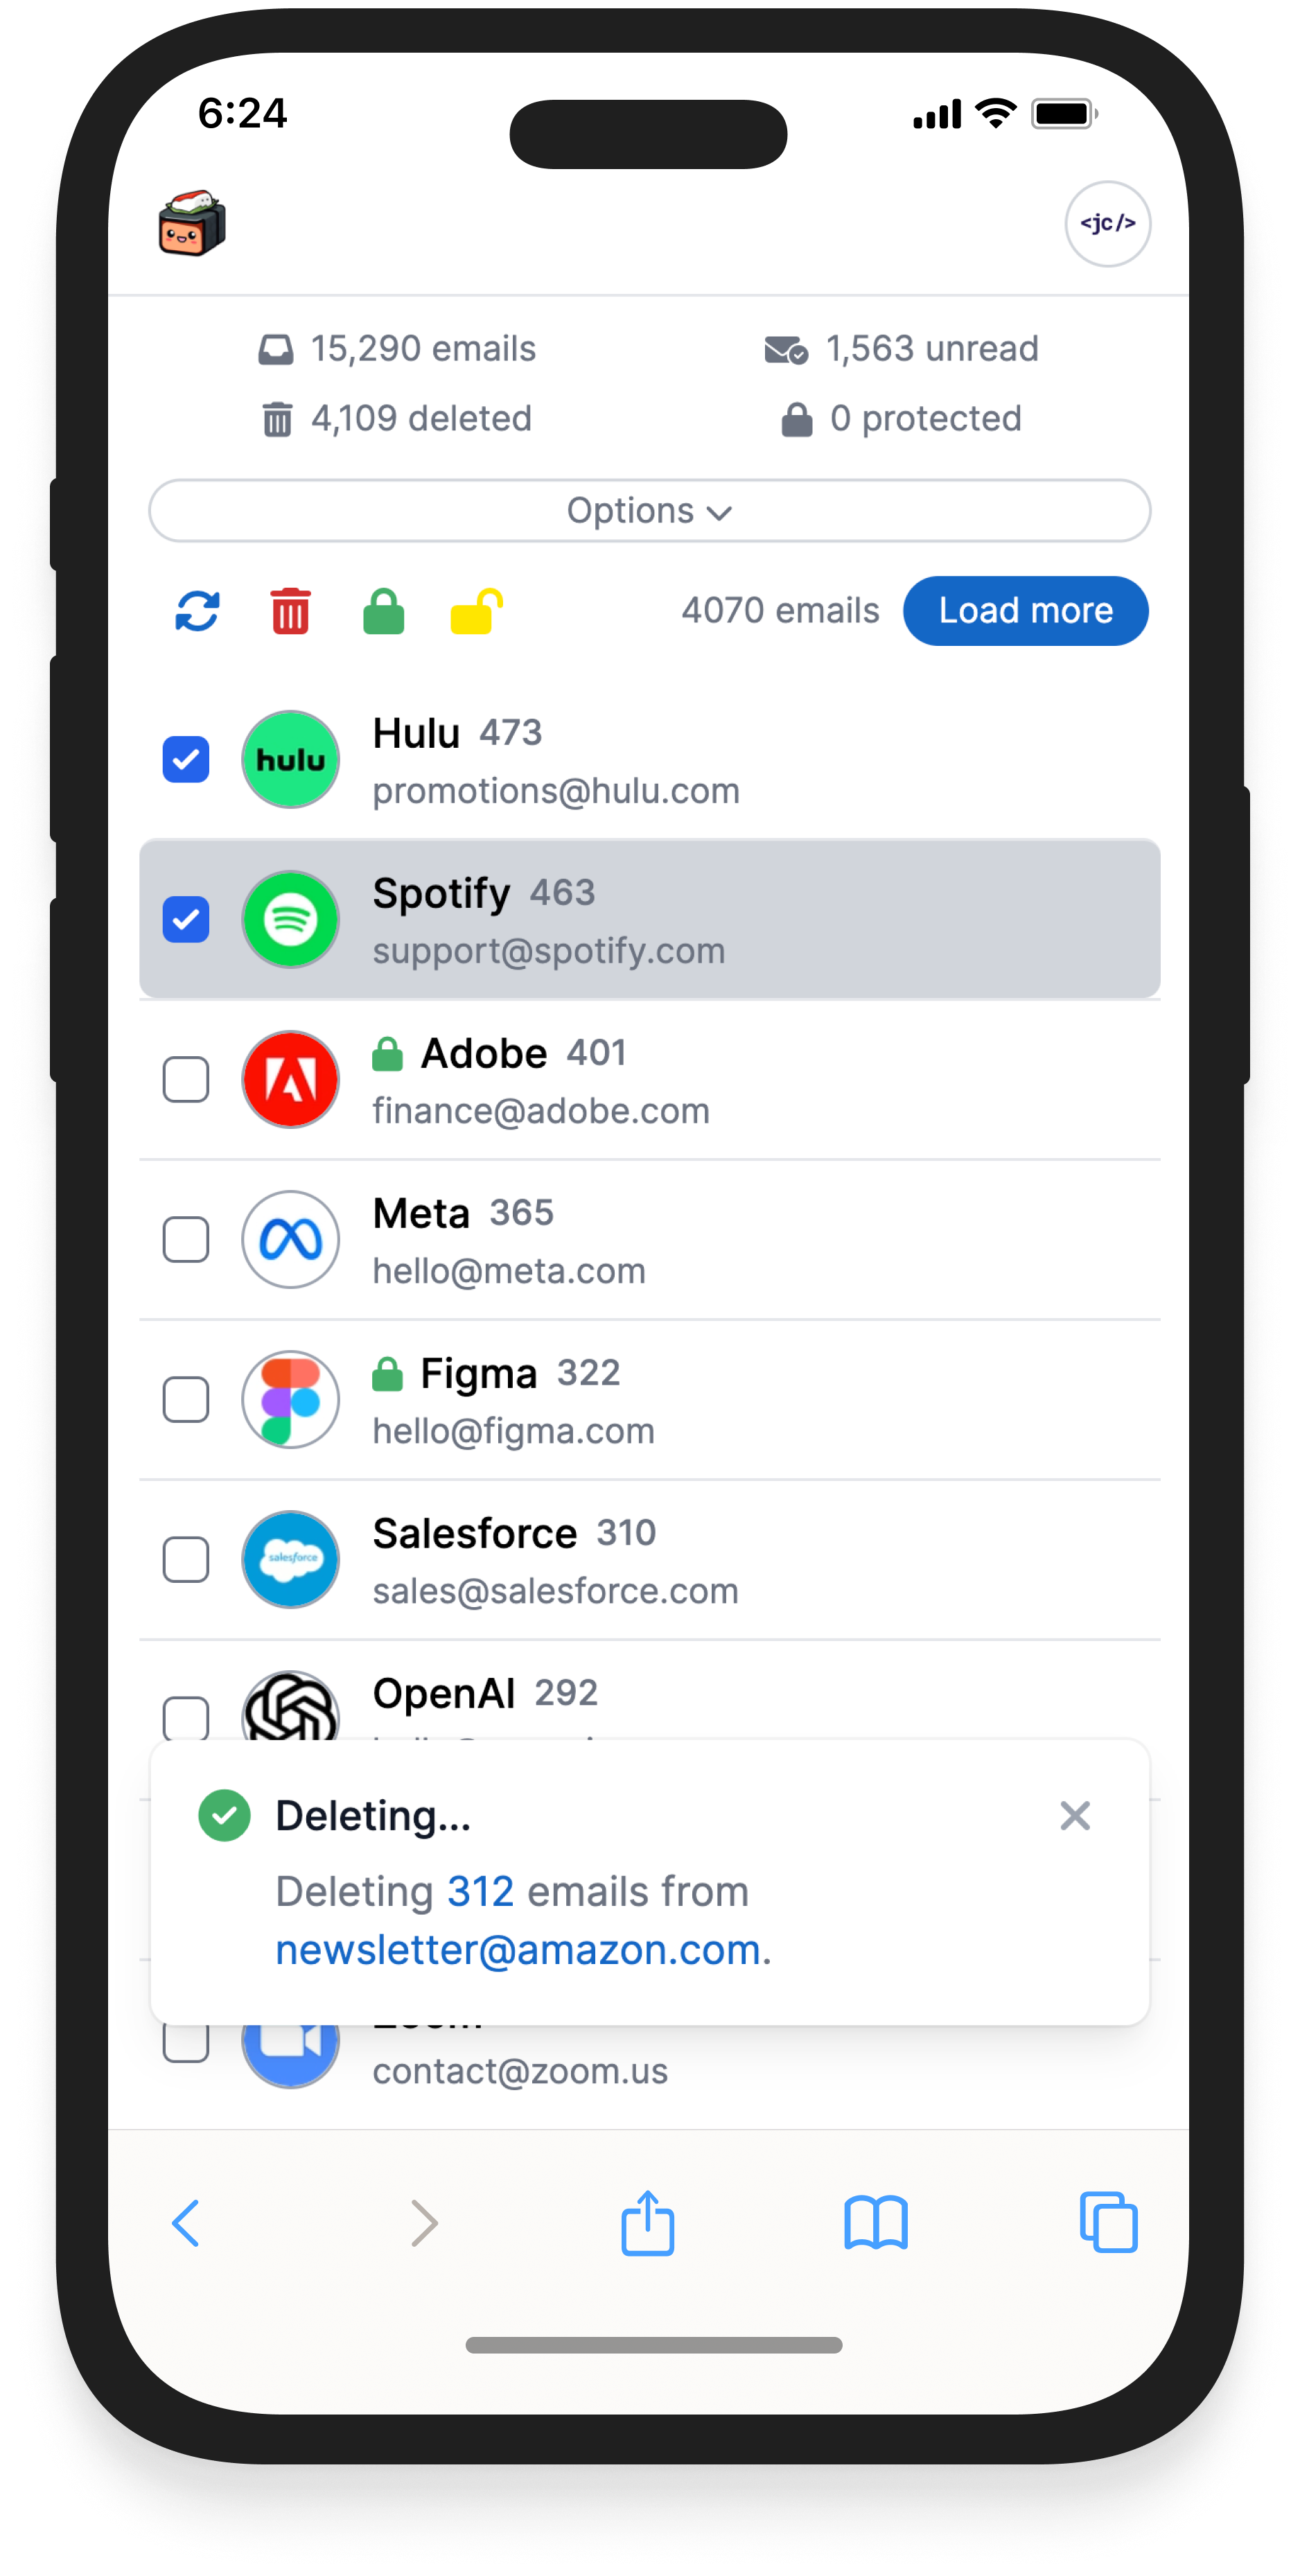 6:24
<jc/>
15,290 emails
1,563 unread
4,109 deleted
0 protected
Options
4070 emails
Load more
hulu
Hulu 473
promotions@hulu.com
Spotify 463
support@spotify.com
Adobe 401
finance@adobe.com
Meta 365
hello@meta.com
Figma 322
hello@figma.com
salesforce
Salesforce 310
sales@salesforce.com
OpenAI 292
Deleting...
Deleting 312 emails from
newsletter@amazon.com.
contact@zoom.us